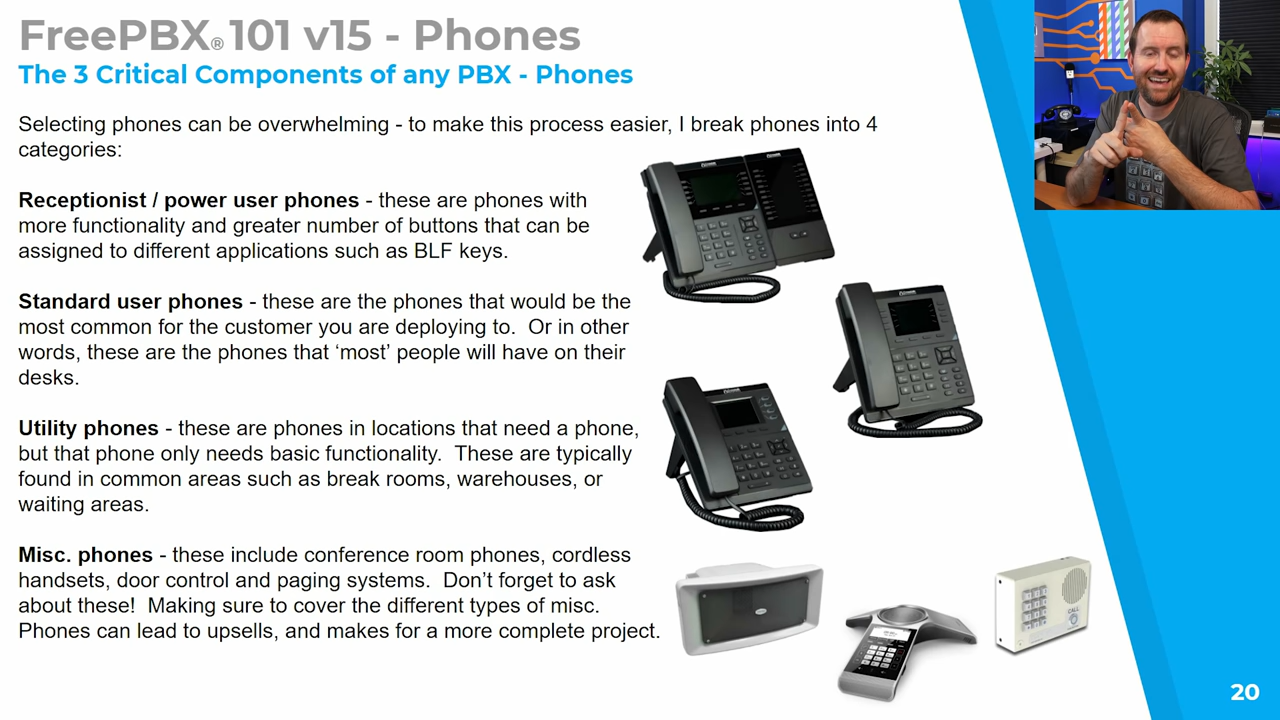 FreePBX® 101 v15 - Phones
The 3 Critical Components of any PBX - Phones
Selecting phones can be overwhelming - to make this process easier, I break phones into 4
categories:
Receptionist / power user phones - these are phones with
more functionality and greater number of buttons that can be
assigned to different applications such as BLF keys.
Standard user phones - these are the phones that would be the
most common for the customer you are deploying to.  Or in other
words, these are the phones that ‘most’ people will have on their
desks.
Utility phones - these are phones in locations that need a phone,
but that phone only needs basic functionality.  These are typically
found in common areas such as break rooms, warehouses, or
waiting areas.
Misc. phones - these include conference room phones, cordless
handsets, door control and paging systems.  Don’t forget to ask
about these!  Making sure to cover the different types of misc.
Phones can lead to upsells, and makes for a more complete project.
CALL
20